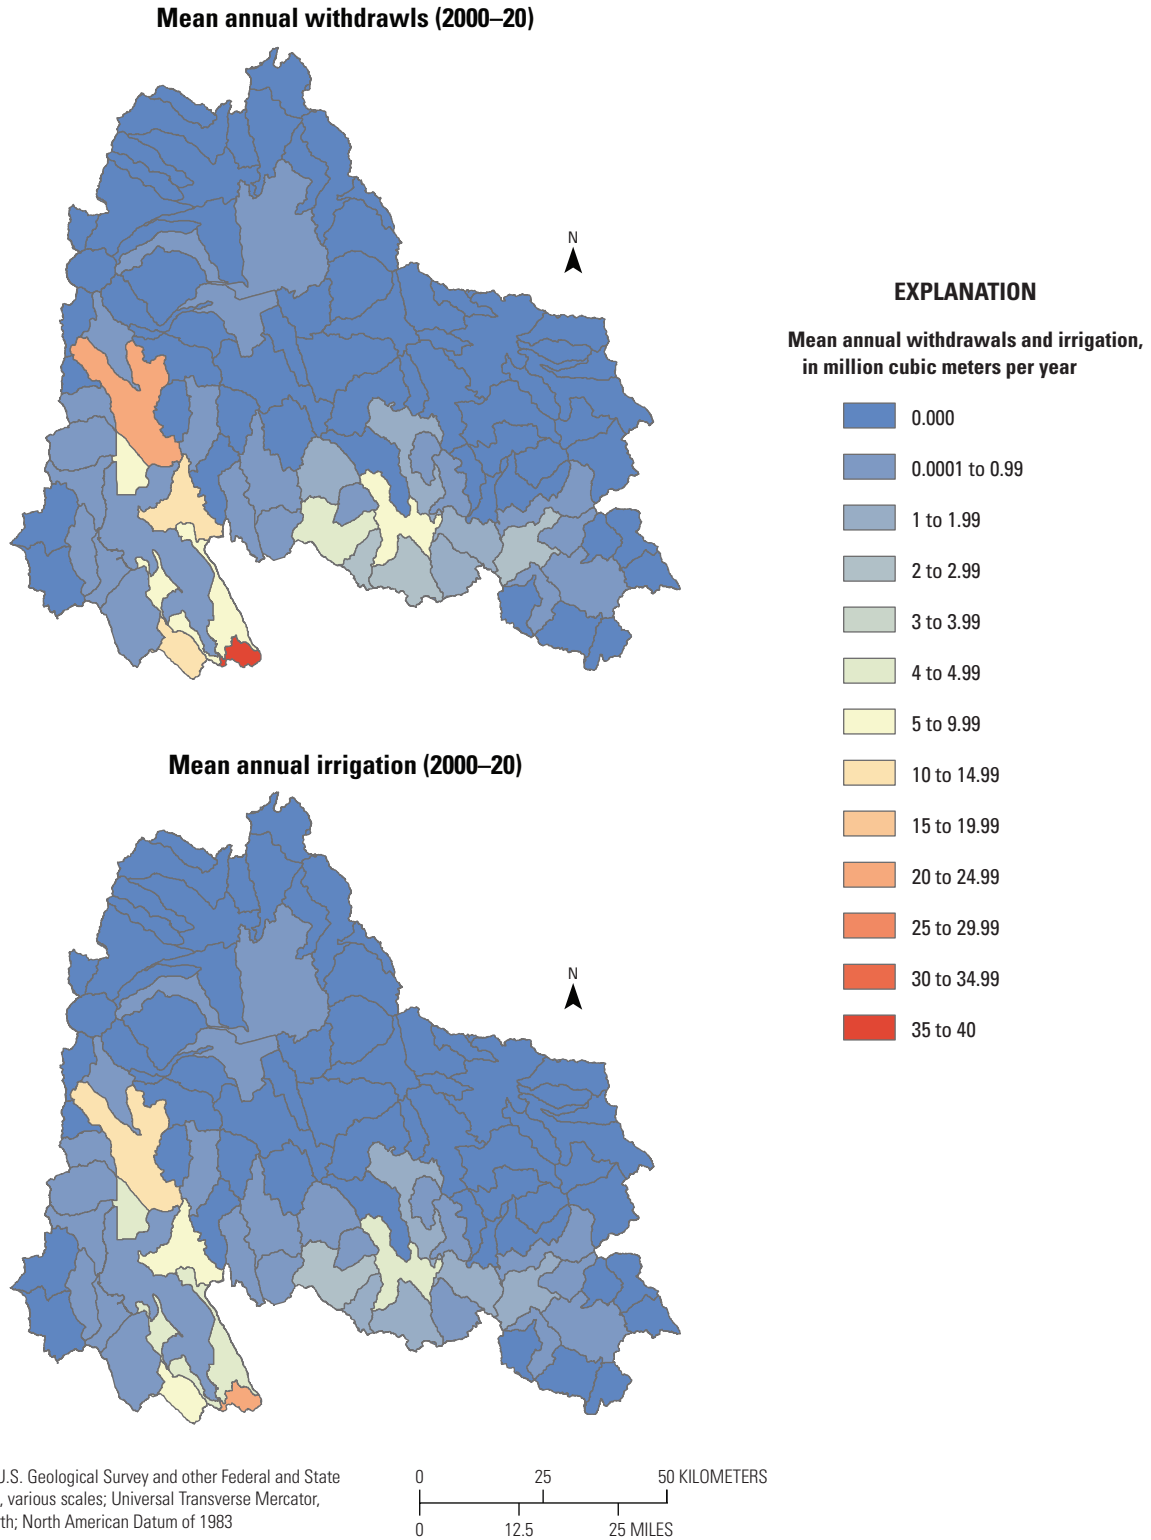 Mean annual withdrawls (2000–20)
N
EXPLANATION
Mean annual withdrawals and irrigation,
in million cubic meters per year
0.000
0.0001 to 0.99
1 to 1.99
2 to 2.99
3 to 3.99
4 to 4.99
5 to 9.99
10 to 14.99
15 to 19.99
20 to 24.99
25 to 29.99
30 to 34.99
35 to 40
Mean annual irrigation (2000–20)
N
U.S. Geological Survey and other Federal and State
, various scales; Universal Transverse Mercator,
rth; North American Datum of 1983
0 25 50 KILOMETERS
0 12.5 25 MILES